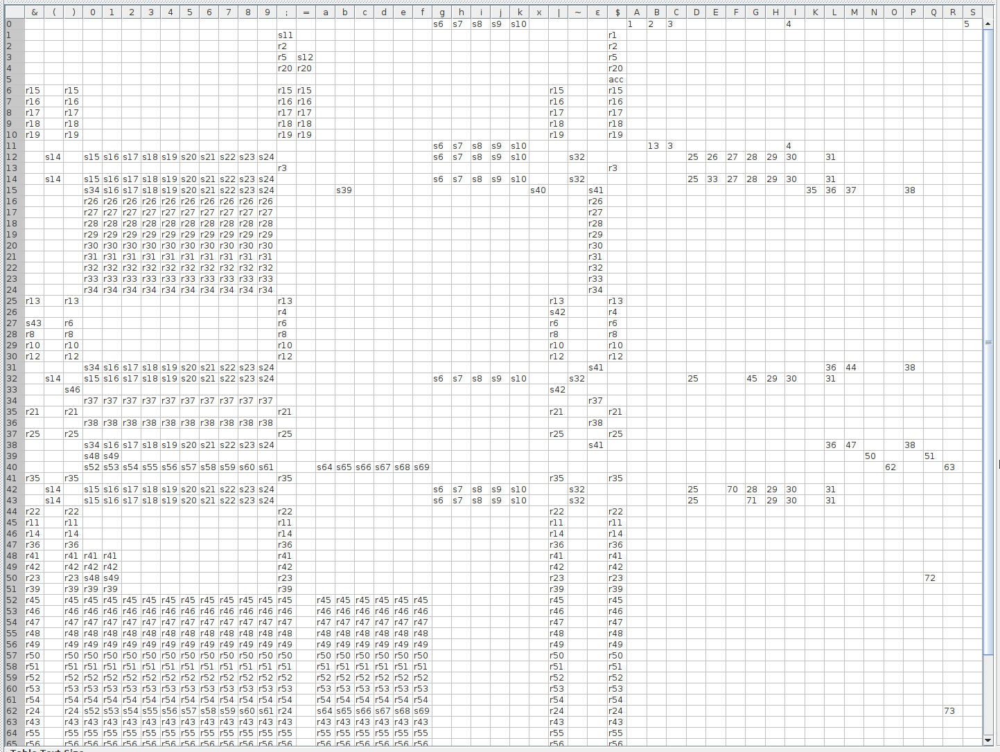 & ( ) 0 1 2 3 4 5 6 7 8 9 ; = a b c d e f g h i j k x | ~ ε $ A B C D E F G H I K L M N O P Q R S
0 s6 s7 s8 s9 s10 1 2 3 4 5
1 s11 r1
2 r2 r2
3 r5 s12 r5
4 r20 r20 r20
5 acc
6 r15 r15 r15 r15 r15 r15
7 r16 r16 r16 r16 r16 r16
8 r17 r17 r17 r17 r17 r17
9 r18 r18 r18 r18 r18 r18
10 r19 r19 r19 r19 r19 r19
11 s6 s7 s8 s9 s10 13 3 4
12 s14 s15 s16 s17 s18 s19 s20 s21 s22 s23 s24 s6 s7 s8 s9 s10 s32 25 26 27 28 29 30 31
13 r3 r3
14 s14 s15 s16 s17 s18 s19 s20 s21 s22 s23 s24 s6 s7 s8 s9 s10 s32 25 33 27 28 29 30 31
15 s34 s16 s17 s18 s19 s20 s21 s22 s23 s24 s39 s40 s41 35 36 37 38
16 r26 r26 r26 r26 r26 r26 r26 r26 r26 r26 r26
17 r27 r27 r27 r27 r27 r27 r27 r27 r27 r27 r27
18 r28 r28 r28 r28 r28 r28 r28 r28 r28 r28 r28
19 r29 r29 r29 r29 r29 r29 r29 r29 r29 r29 r29
20 r30 r30 r30 r30 r30 r30 r30 r30 r30 r30 r30
21 r31 r31 r31 r31 r31 r31 r31 r31 r31 r31 r31
22 r32 r32 r32 r32 r32 r32 r32 r32 r32 r32 r32
23 r33 r33 r33 r33 r33 r33 r33 r33 r33 r33 r33
24 r34 r34 r34 r34 r34 r34 r34 r34 r34 r34 r34
25 r13 r13 r13 r13 r13
26 r4 s42 r4
27 s43 r6 r6 r6 r6
28 r8 r8 r8 r8 r8
29 r10 r10 r10 r10 r10
30 r12 r12 r12 r12 r12
31 s34 s16 s17 s18 s19 s20 s21 s22 s23 s24 s41 36 44 38
32 s14 s15 s16 s17 s18 s19 s20 s21 s22 s23 s24 s6 s7 s8 s9 s10 s32 25 45 29 30 31
33 s46 s42
34 r37 r37 r37 r37 r37 r37 r37 r37 r37 r37 r37
35 r21 r21 r21 r21 r21
36 r38 r38 r38 r38 r38 r38 r38 r38 r38 r38 r38
37 r25 r25 r25 r25 r25
38 s34 s16 s17 s18 s19 s20 s21 s22 s23 s24 s41 36 47 38
39 s48 s49 50 51
40 s52 s53 s54 s55 s56 s57 s58 s59 s60 s61 s64 s65 s66 s67 s68 s69 62 63
41 r35 r35 r35 r35 r35
42 s14 s15 s16 s17 s18 s19 s20 s21 s22 s23 s24 s6 s7 s8 s9 s10 s32 25 70 28 29 30 31
43 s14 s15 s16 s17 s18 s19 s20 s21 s22 s23 s24 s6 s7 s8 s9 s10 s32 25 71 29 30 31
44 r22 r22 r22 r22 r22
45 r11 r11 r11 r11 r11
46 r14 r14 r14 r14 r14
47 r36 r36 r36 r36 r36
48 r41 r41 r41 r41 r41 r41 r41
49 r42 r42 r42 r42 r42 r42 r42
50 r23 r23 s48 s49 r23 r23 r23 72
51 r39 r39 r39 r39 r39 r39 r39
52 r45 r45 r45 r45 r45 r45 r45 r45 r45 r45 r45 r45 r45 r45 r45 r45 r45 r45 r45 r45 r45
53 r46 r46 r46 r46 r46 r46 r46 r46 r46 r46 r46 r46 r46 r46 r46 r46 r46 r46 r46 r46 r46
54 r47 r47 r47 r47 r47 r47 r47 r47 r47 r47 r47 r47 r47 r47 r47 r47 r47 r47 r47 r47 r47
55 r48 r48 r48 r48 r48 r48 r48 r48 r48 r48 r48 r48 r48 r48 r48 r48 r48 r48 r48 r48 r48
56 r49 r49 r49 r49 r49 r49 r49 r49 r49 r49 r49 r49 r49 r49 r49 r49 r49 r49 r49 r49 r49
57 r50 r50 r50 r50 r50 r50 r50 r50 r50 r50 r50 r50 r50 r50 r50 r50 r50 r50 r50 r50 r50
58 r51 r51 r51 r51 r51 r51 r51 r51 r51 r51 r51 r51 r51 r51 r51 r51 r51 r51 r51 r51 r51
59 r52 r52 r52 r52 r52 r52 r52 r52 r52 r52 r52 r52 r52 r52 r52 r52 r52 r52 r52 r52 r52
60 r53 r53 r53 r53 r53 r53 r53 r53 r53 r53 r53 r53 r53 r53 r53 r53 r53 r53 r53 r53 r53
61 r54 r54 r54 r54 r54 r54 r54 r54 r54 r54 r54 r54 r54 r54 r54 r54 r54 r54 r54 r54 r54
62 r24 r24 s52 s53 s54 s55 s56 s57 s58 s59 s60 s61 r24 s64 s65 s66 s67 s68 s69 r24 r24 73
63 r43 r43 r43 r43 r43 r43 r43 r43 r43 r43 r43 r43 r43 r43 r43 r43 r43 r43 r43 r43 r43
64 r55 r55 r55 r55 r55 r55 r55 r55 r55 r55 r55 r55 r55 r55 r55 r55 r55 r55 r55 r55 r55
65 r56 r56 r56 r56 r56 r56 r56 r56 r56 r56 r56 r56 r56 r56 r56 r56 r56 r56 r56 r56 r56
Table Text Size